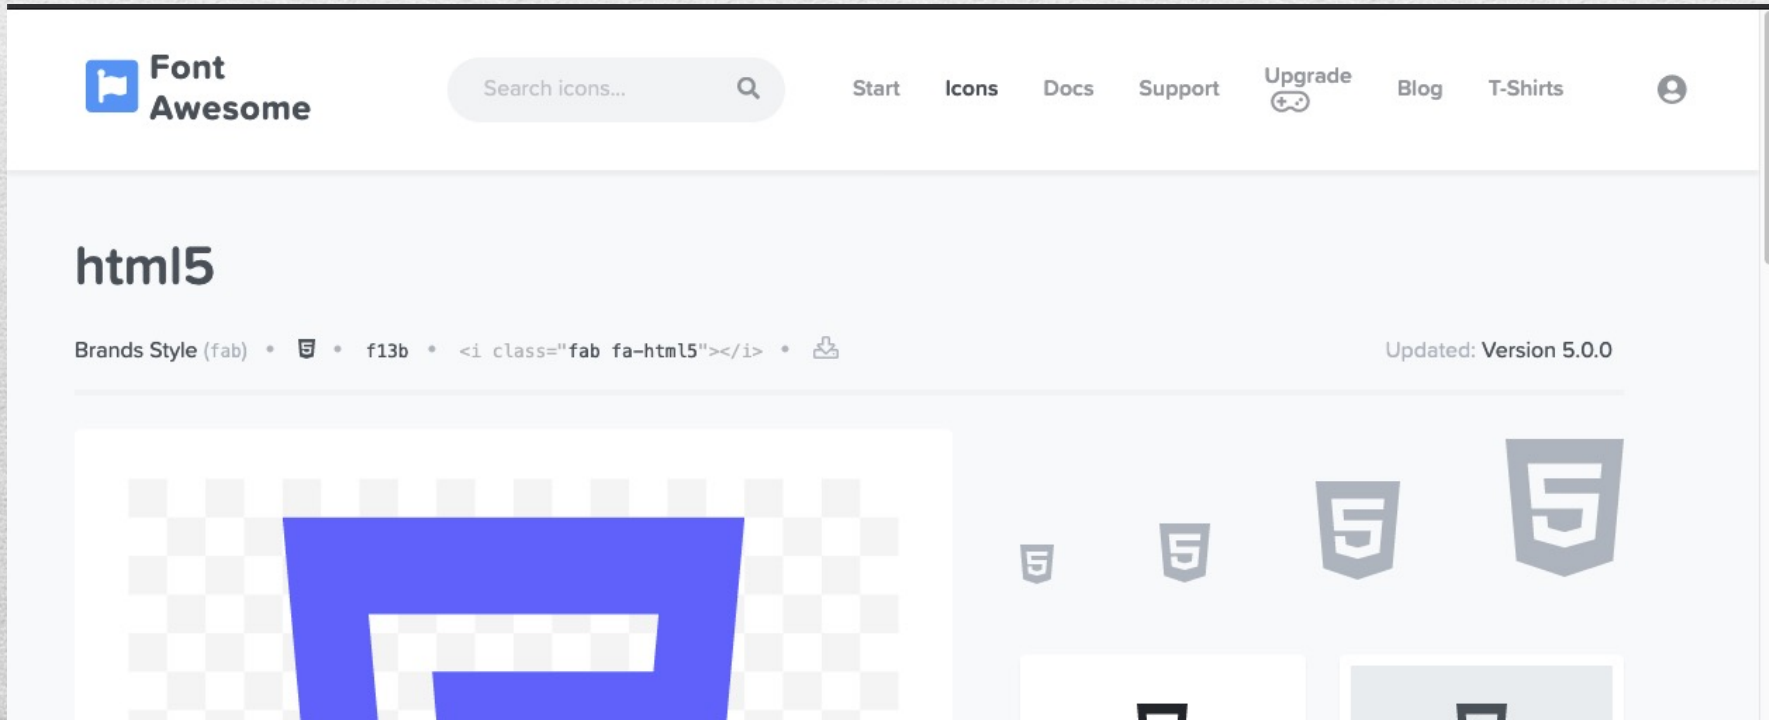 Font
Awesome
Search icons...
Start Icons Docs Support Upgrade Blog T-Shirts
html5
Brands Style (fab) • • f13b • <i class="fab fa-html5"></i> •
Updated: Version 5.0.0